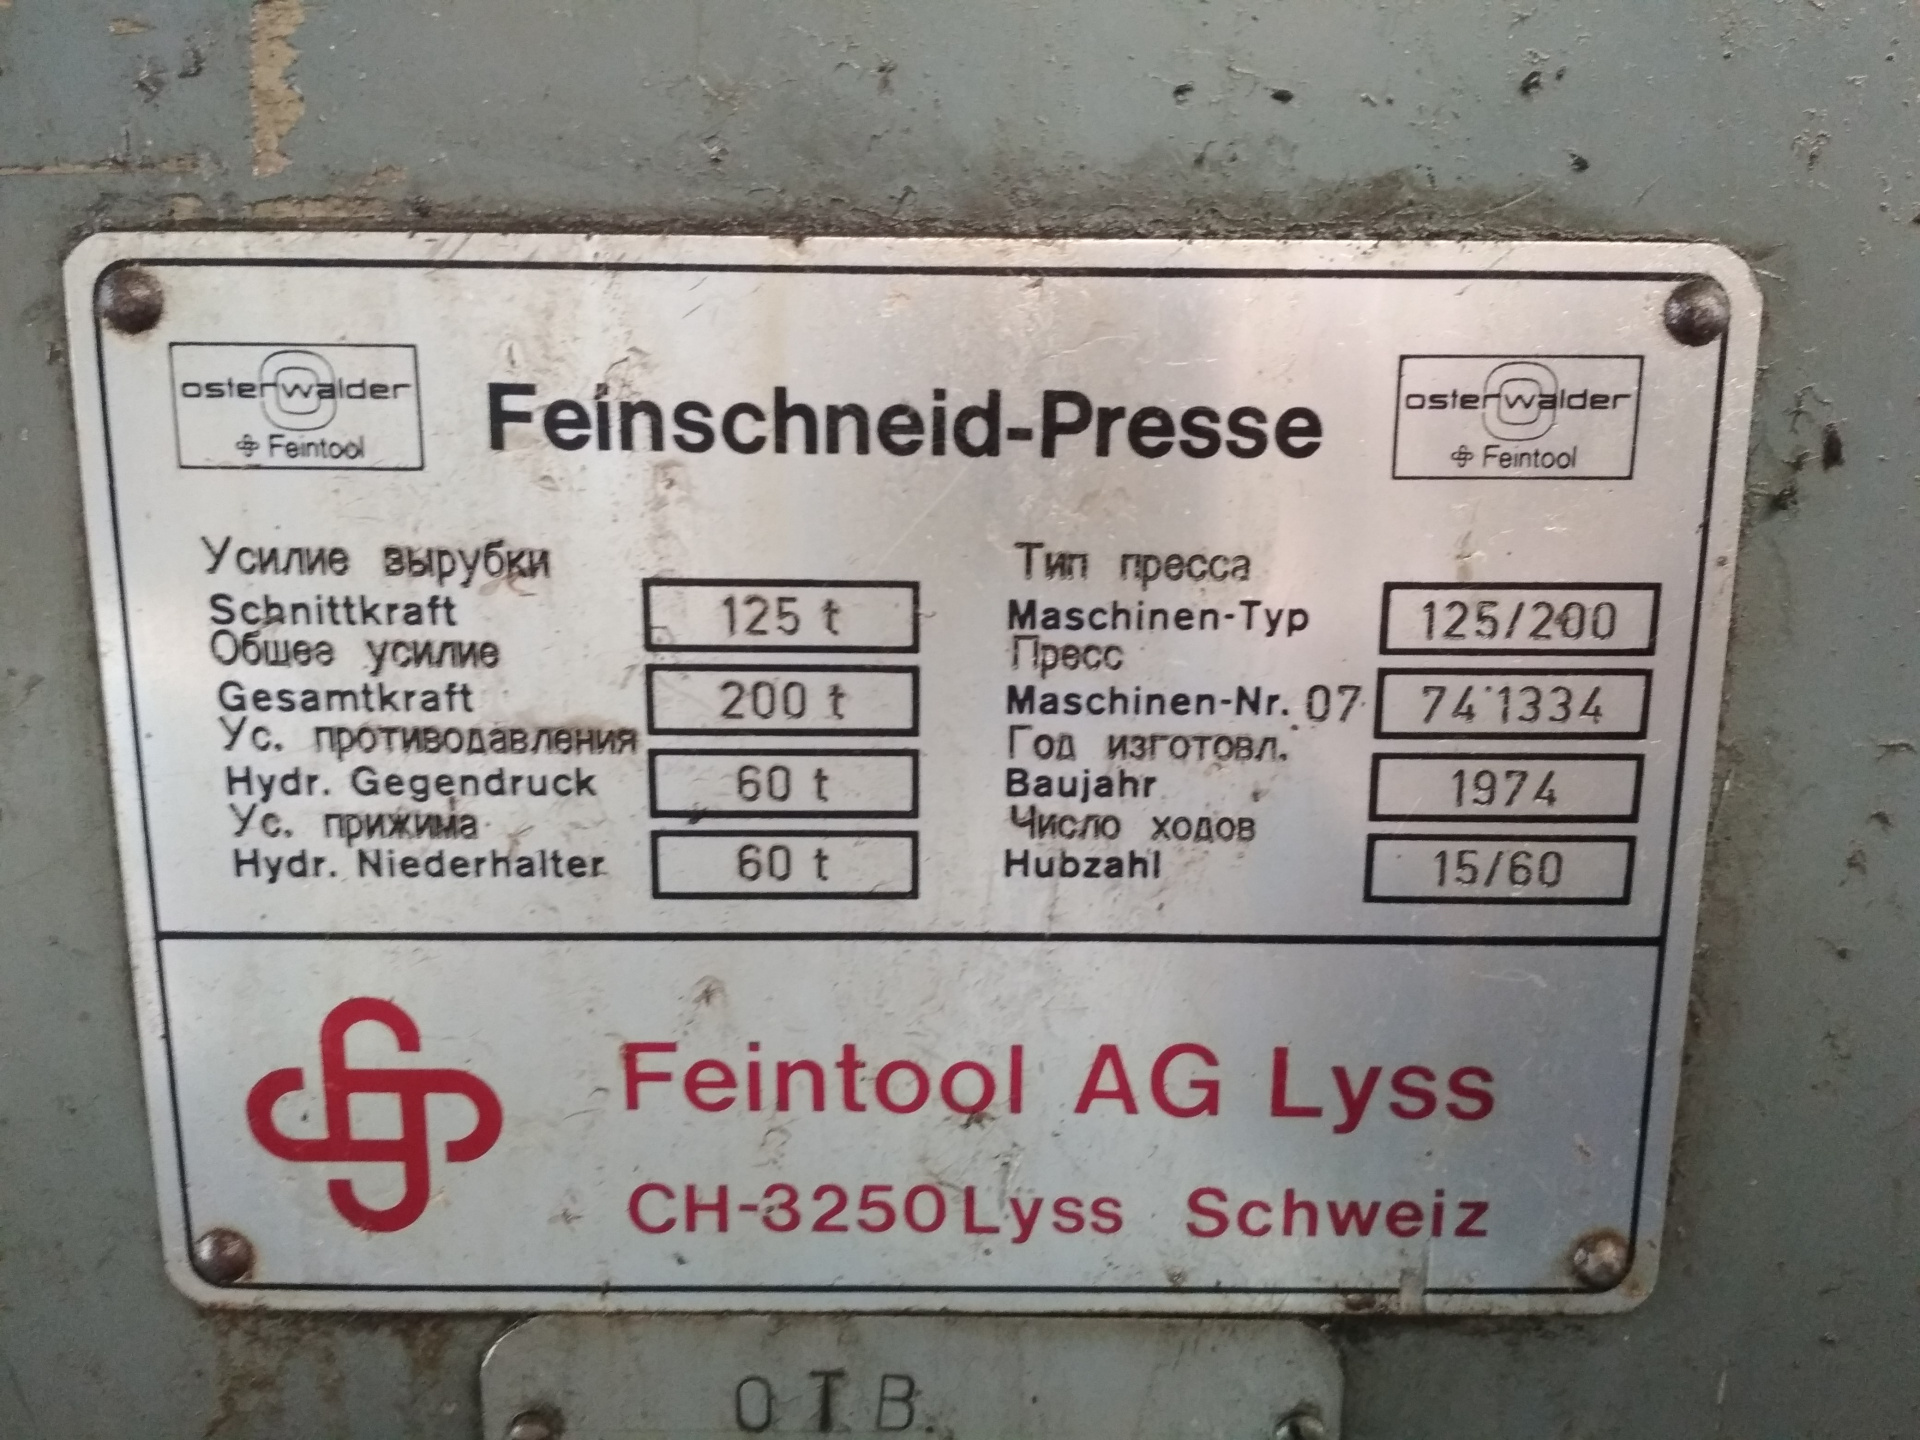 osterwalder
Feintool
Feinschneid-Presse
osterwalder
Feintool
Усилие вырубки
Schnittkraft 125 t
Общее усилие
Gesamtkraft 200 t
Ус. противодавления
Hydr. Gegendruck 60 t
Ус. прижима
Hydr. Niederhalter 60 t
Тип пресса
Maschinen-Typ 125/200
Пресс
Maschinen-Nr. 07 74 1334
Год изготовл.
Baujahr 1974
Число ходов
Hubzahl 15/60
Feintool AG Lyss
CH-3250 Lyss Schweiz
ОТВ.